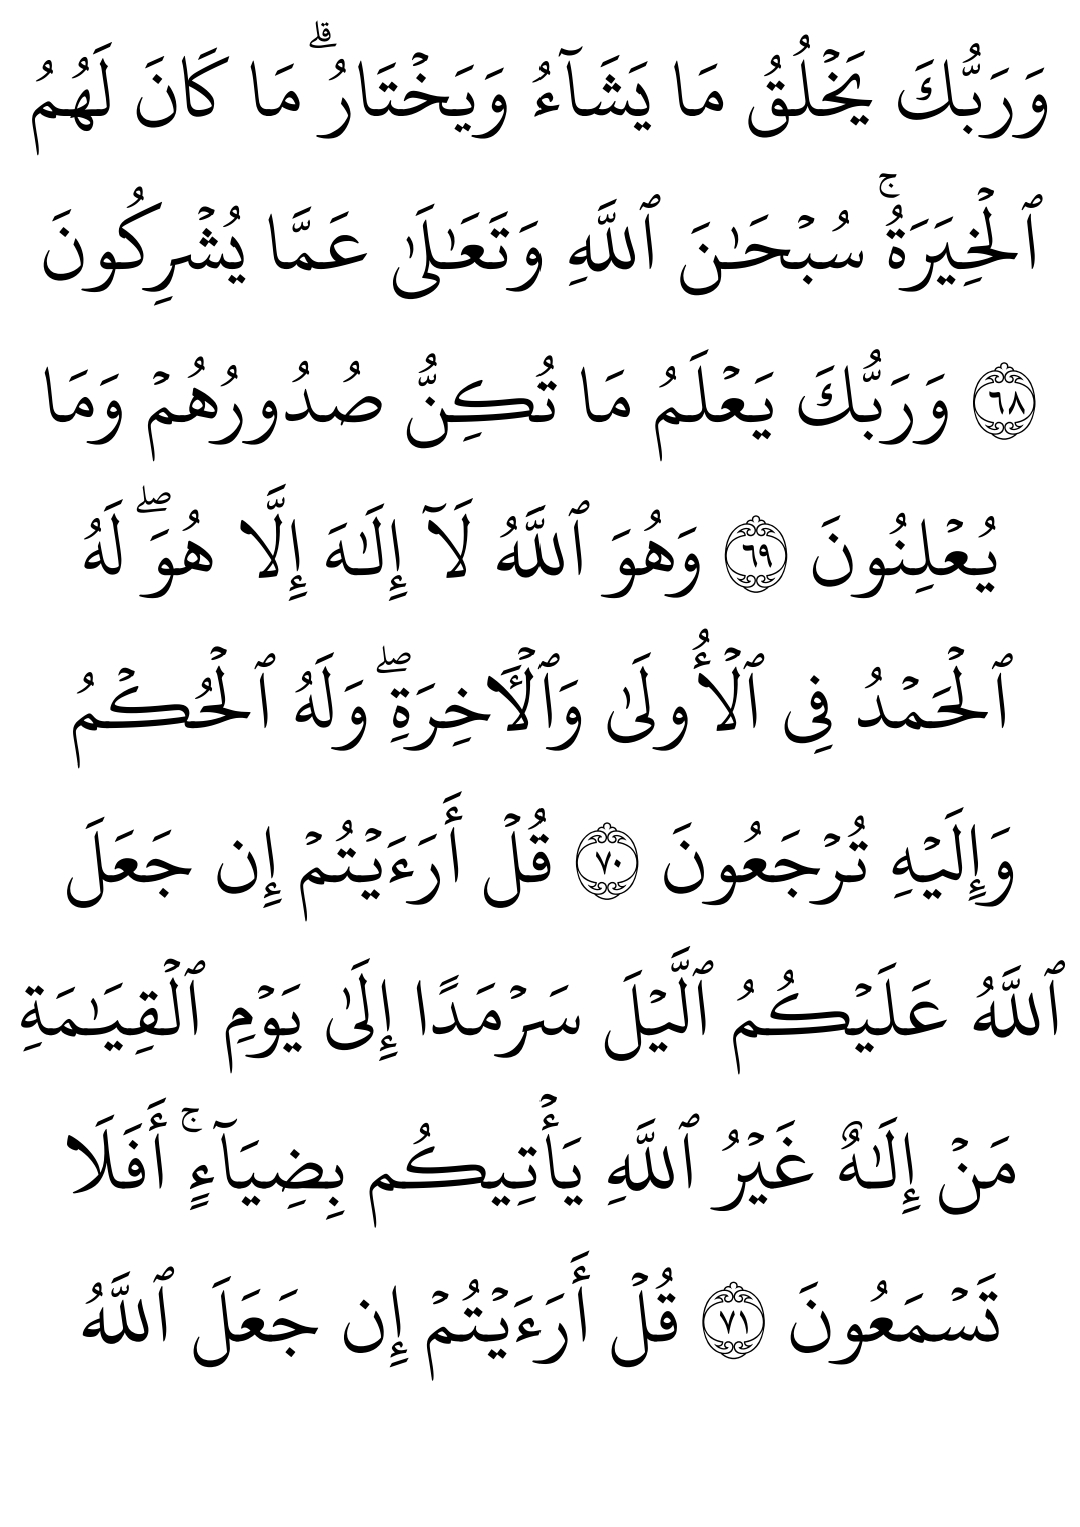 وَرَبُّكَ يَخۡلُقُ مَا يَشَآءُ وَيَخۡتَارُۗ مَا كَانَ لَهُمُ
ٱلۡخِيَرَةُۚ سُبۡحَـٰنَ ٱللَّهِ وَتَعَـٰلَىٰ عَمَّا يُشۡرِكُونَ
٦٨ وَرَبُّكَ يَعۡلَمُ مَا تُكِنُّ صُدُورُهُمۡ وَمَا
يُعۡلِنُونَ ٦٩ وَهُوَ ٱللَّهُ لَآ إِلَـٰهَ إِلَّا هُوَۖ لَهُ
ٱلۡحَمۡدُ فِى ٱلۡأُولَىٰ وَٱلۡأَخِرَةِۖ وَلَهُ ٱلۡحُكۡمُ
وَإِلَيۡهِ تُرۡجَعُونَ ٧٠ قُلۡ أَرَءَيۡتُمۡ إِن جَعَلَ
ٱللَّهُ عَلَيۡكُمُ ٱلَّيۡلَ سَرۡمَدًا إِلَىٰ يَوۡمِ ٱلۡقِيَـٰمَةِ
مَنۡ إِلَـٰهٌ غَيۡرُ ٱللَّهِ يَأۡتِيكُم بِضِيَآءٍۚ أَفَلَا
تَسۡمَعُونَ ٧١ قُلۡ أَرَءَيۡتُمۡ إِن جَعَلَ ٱللَّهُ